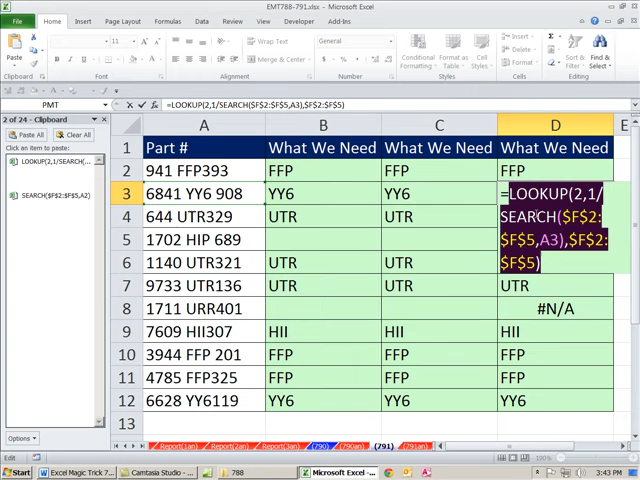 EMT788-791.xlsx - Microsoft Excel
File Home Insert Page Layout Formulas Data Review View Developer Add-Ins
Paste
Clipboard Font Alignment Number Styles Cells Editing
Wrap Text
Merge & Center
Conditional Formatting
Format as Table
Cell Styles
Insert
Delete
Format
Sort & Filter
Find & Select
PMT =LOOKUP(2,1/SEARCH($F$2:$F$5,A3),$F$2:$F$5)
2 of 24 - Clipboard
Paste All Clear All
Click an item to paste:
LOOKUP(2,1/SEARCH(...
SEARCH($F$2:$F$5,A2)
Options
A B C D E
1 Part # What We Need What We Need What We Need
2 941 FFP393 FFP FFP FFP
3 6841 YY6 908 YY6 YY6 =LOOKUP(2,1/
4 644 UTR329 UTR UTR SEARCH($F$2:
5 1702 HIP 689 $F$5,A3),$F$2:
6 1140 UTR321 UTR UTR $F$5)
7 9733 UTR136 UTR UTR UTR
8 1711 URR401 #N/A
9 7609 HII307 HII HII HII
10 3944 FFP 201 FFP FFP FFP
11 4785 FFP325 FFP FFP FFP
12 6628 YY6119 YY6 YY6 YY6
13
Report(1an) Report(2an) Report(3an) (790) (790an) (791) (791an)
Edit 100%
Start Excel Magic Trick 7... Camtasia Studio - ... 788 Microsoft Excel - ... 3:43 PM